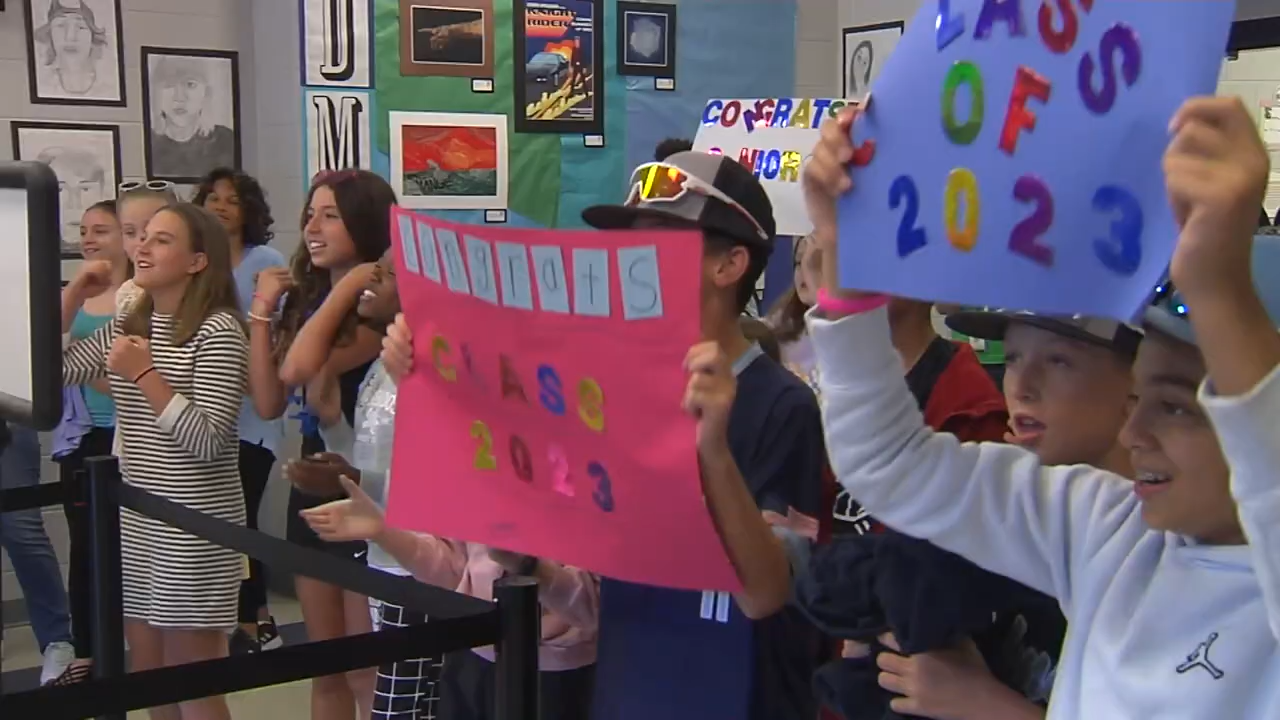 D
M
KNIGHT
RIDER
CONGRATS
Congrats
CLASS
2023
CLASS
OF
2023